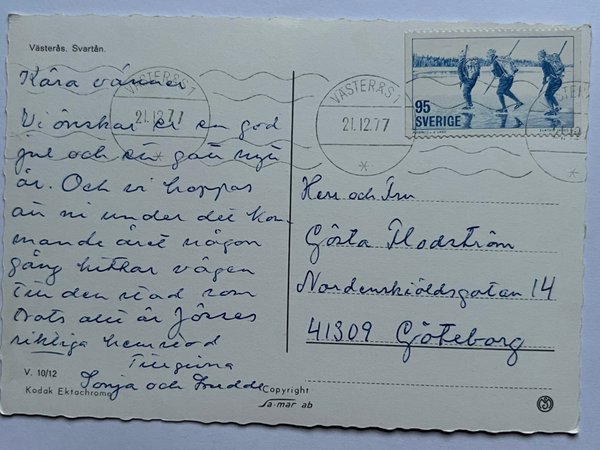 Västerås. Svartån.
Kära vänner
Vi önskar er en god
jul och ett gott nytt
år. Och vi hoppas
att ni under det kom-
mande året någon
gång hittar vägen
till den stad som
trots allt är
riktiga hemstad
Tillgivna
Sonja och
V. 10/12
Kodak Ektachrome
Copyright
Sa-mar ab
VÄSTERÅS 1
21.12.77
VÄSTERÅS 1
21.12.77
95
SVERIGE
VÄSTERÅS
Herr och Fru
Gösta Flodström
Nordenskiöldsgatan 14
41309 Göteborg